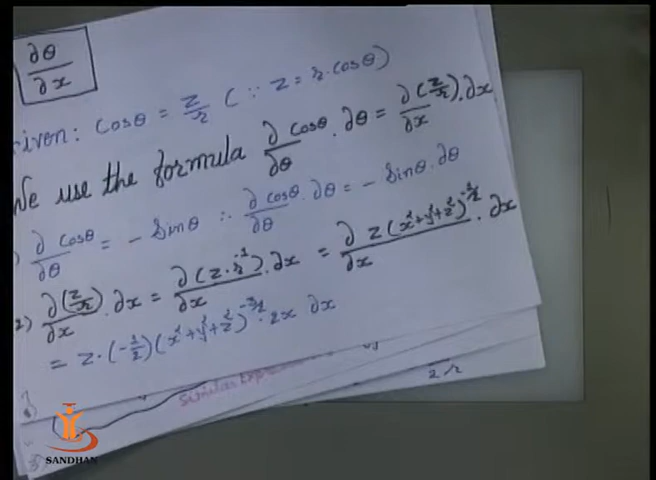 ∂θ/∂x
Given: cosθ = z/r (∵ z = r.cosθ)
We use the formula ∂cosθ/∂θ . ∂θ = ∂(z/r)/∂x . ∂x
1) ∂cosθ/∂θ = - sinθ ∴ ∂cosθ/∂θ . ∂θ = - sinθ.∂θ
2) ∂(z/r)/∂x . ∂x = ∂(z.r⁻¹)/∂x . ∂x = ∂ z(x²+y²+z²)^(-1/2)/∂x . ∂x
= z.(-1/2)(x²+y²+z²)^(-3/2) . 2x ∂x
SANDHAN